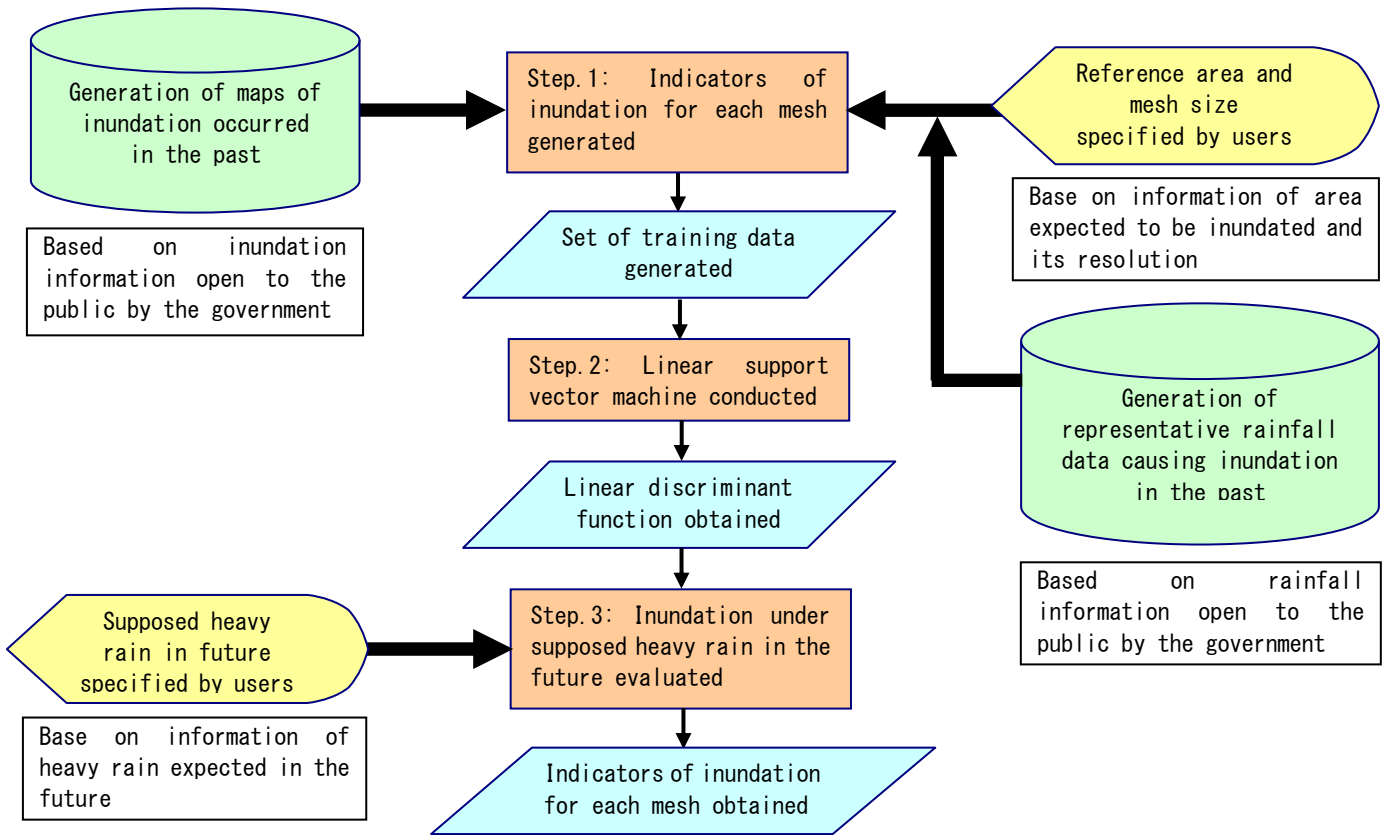 Generation of maps of
inundation occurred
in the past
Based on inundation
information open to the
public by the government
Step.1: Indicators of
inundation for each mesh
generated
Reference area and
mesh size
specified by users
Base on information of area
expected to be inundated and
its resolution
Set of training data
generated
Step.2: Linear support
vector machine conducted
Generation of
representative rainfall
data causing inundation
in the past
Based on rainfall
information open to the
public by the government
Linear discriminant
function obtained
Supposed heavy
rain in future
specified by users
Base on information of
heavy rain expected in the
future
Step.3: Inundation under
supposed heavy rain in the
future evaluated
Indicators of inundation
for each mesh obtained